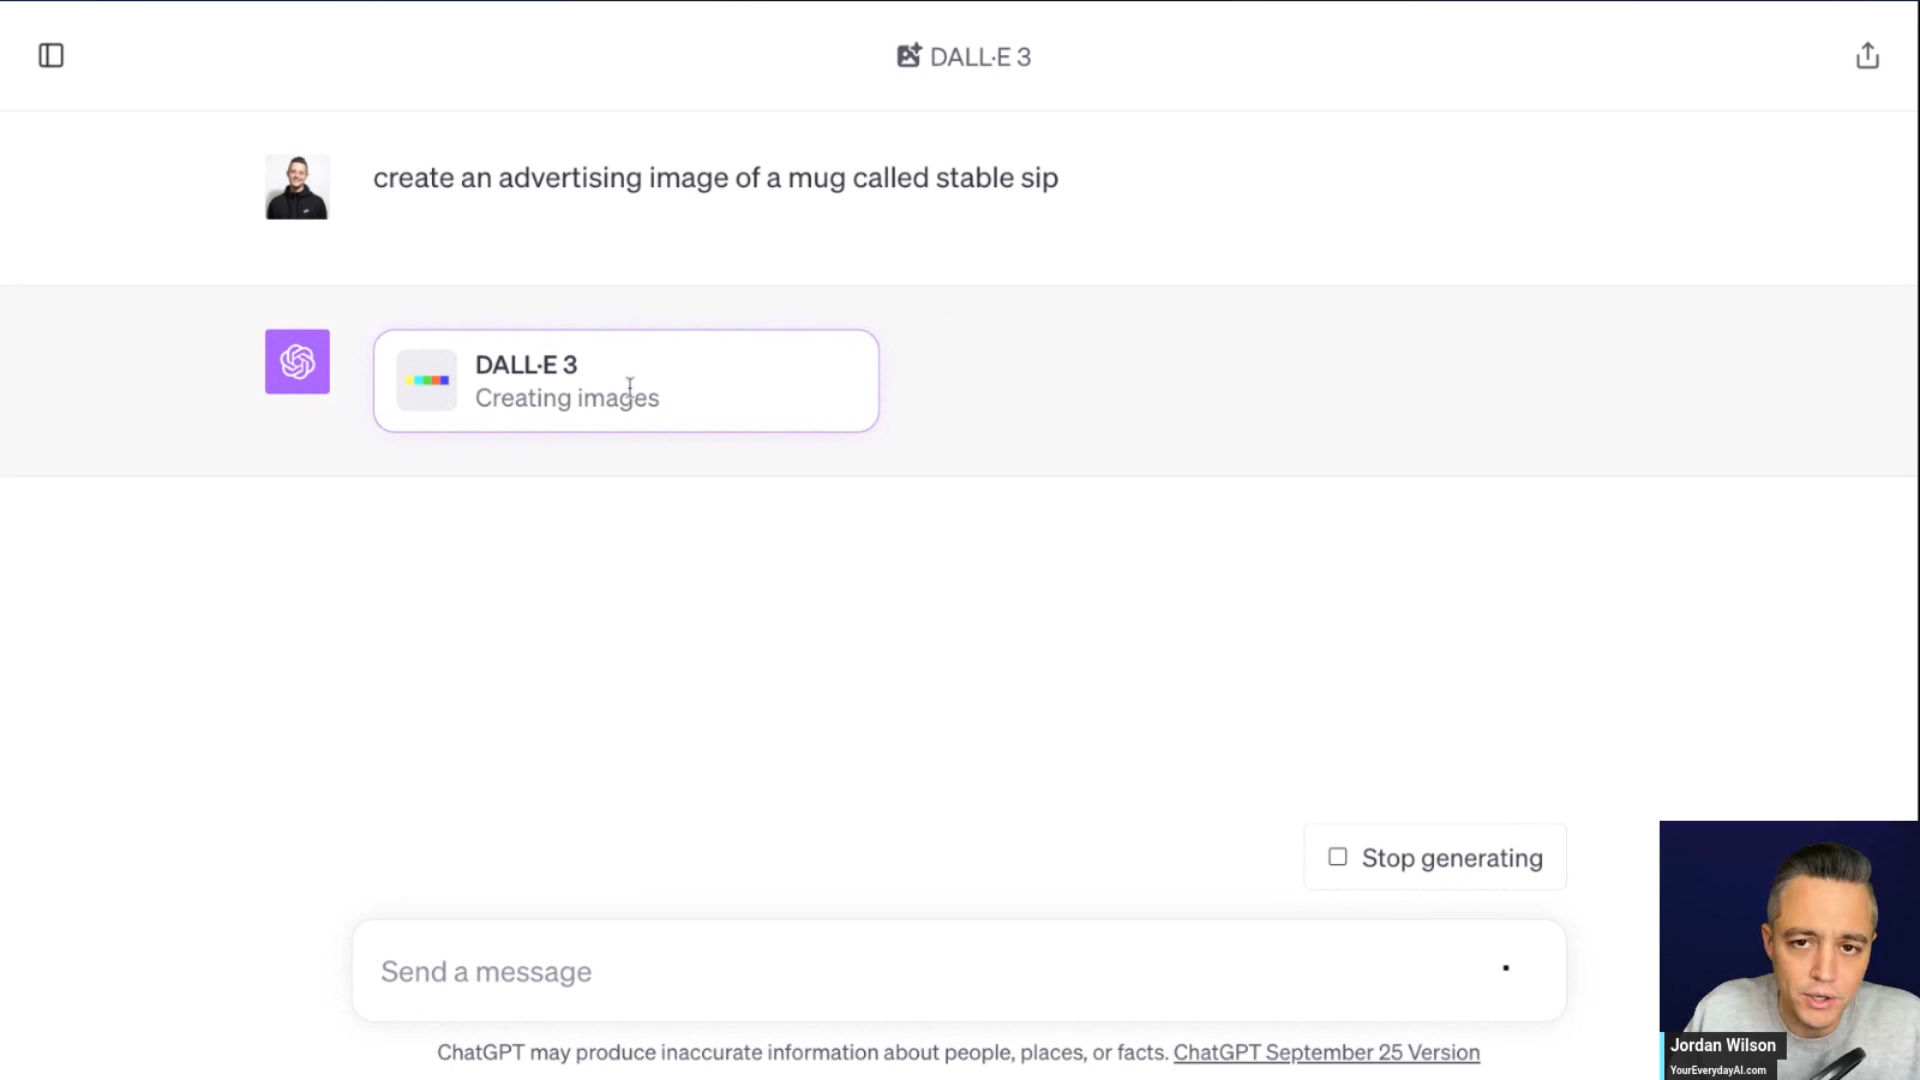 DALL·E 3
create an advertising image of a mug called stable sip
DALL·E 3
Creating images
Stop generating
Send a message
ChatGPT may produce inaccurate information about people, places, or facts. ChatGPT September 25 Version
Jordan Wilson
YourEverydayAI.com